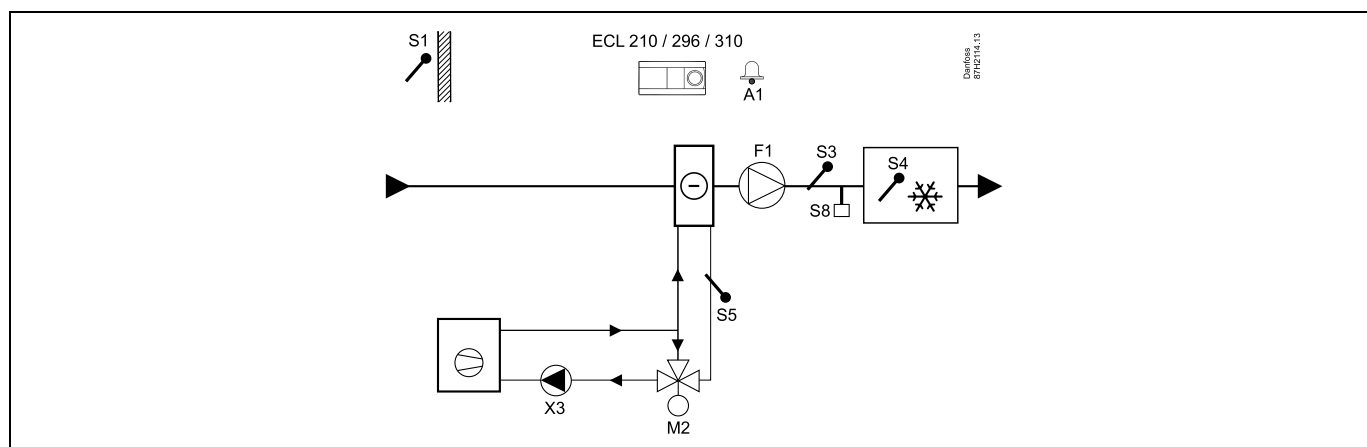 S1
ECL 210 / 296 / 310
A1
Danfoss
87H2114.13
F1
S3
S4
S8
S5
X3
M2